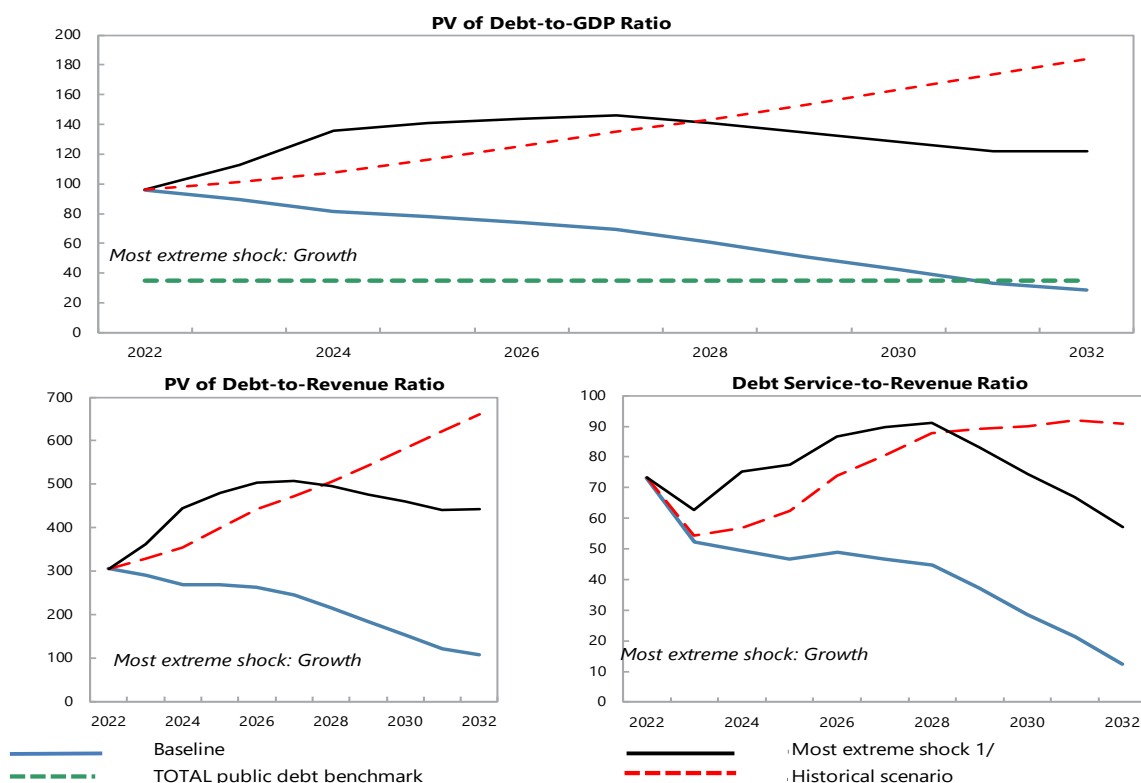 PV of Debt-to-GDP Ratio
200
180
160
140
120
100
80
60
40
20
0
Most extreme shock: Growth
2022 2024 2026 2028 2030 2032
PV of Debt-to-Revenue Ratio
700
600
500
400
300
200
100
0
Most extreme shock: Growth
2022 2024 2026 2028 2030 2032
Debt Service-to-Revenue Ratio
100
90
80
70
60
50
40
30
20
10
0
Most extreme shock: Growth
2022 2024 2026 2028 2030 2032
Baseline
TOTAL public debt benchmark
Most extreme shock 1/
Historical scenario